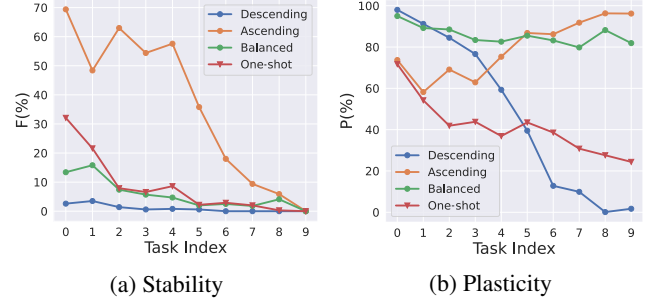 F(%)
70
60
50
40
30
20
10
0
Descending
Ascending
Balanced
One-shot
0 1 2 3 4 5 6 7 8 9
Task Index
(a) Stability
P(%)
100
80
60
40
20
0
Descending
Ascending
Balanced
One-shot
0 1 2 3 4 5 6 7 8 9
Task Index
(b) Plasticity